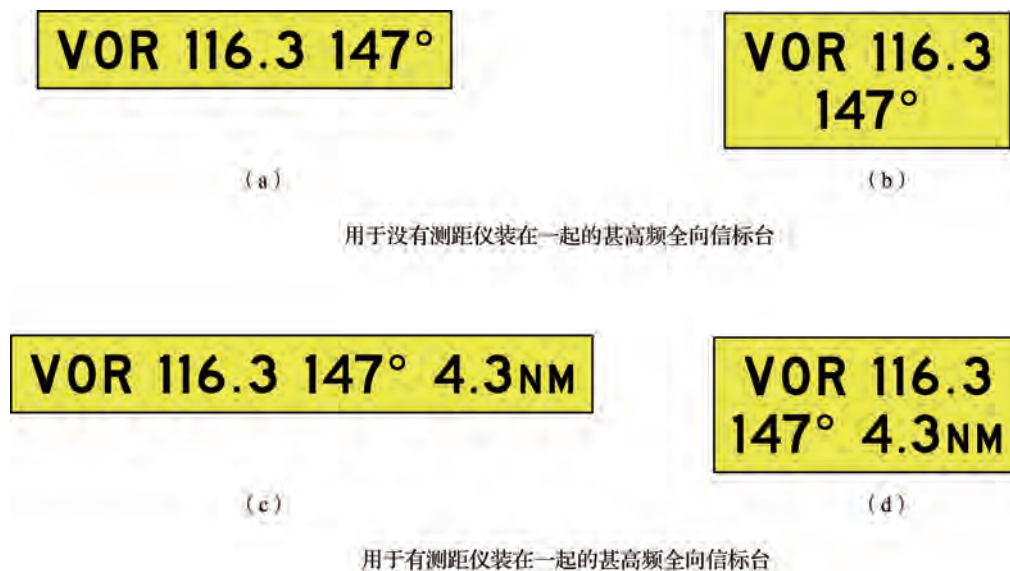 VOR 116.3 147°
VOR 116.3
147°
(a)
(b)
用于没有测距仪装在一起的甚高频全向信标台
VOR 116.3 147° 4.3NM
VOR 116.3
147° 4.3NM
(c)
(d)
用于有测距仪装在一起的甚高频全向信标台